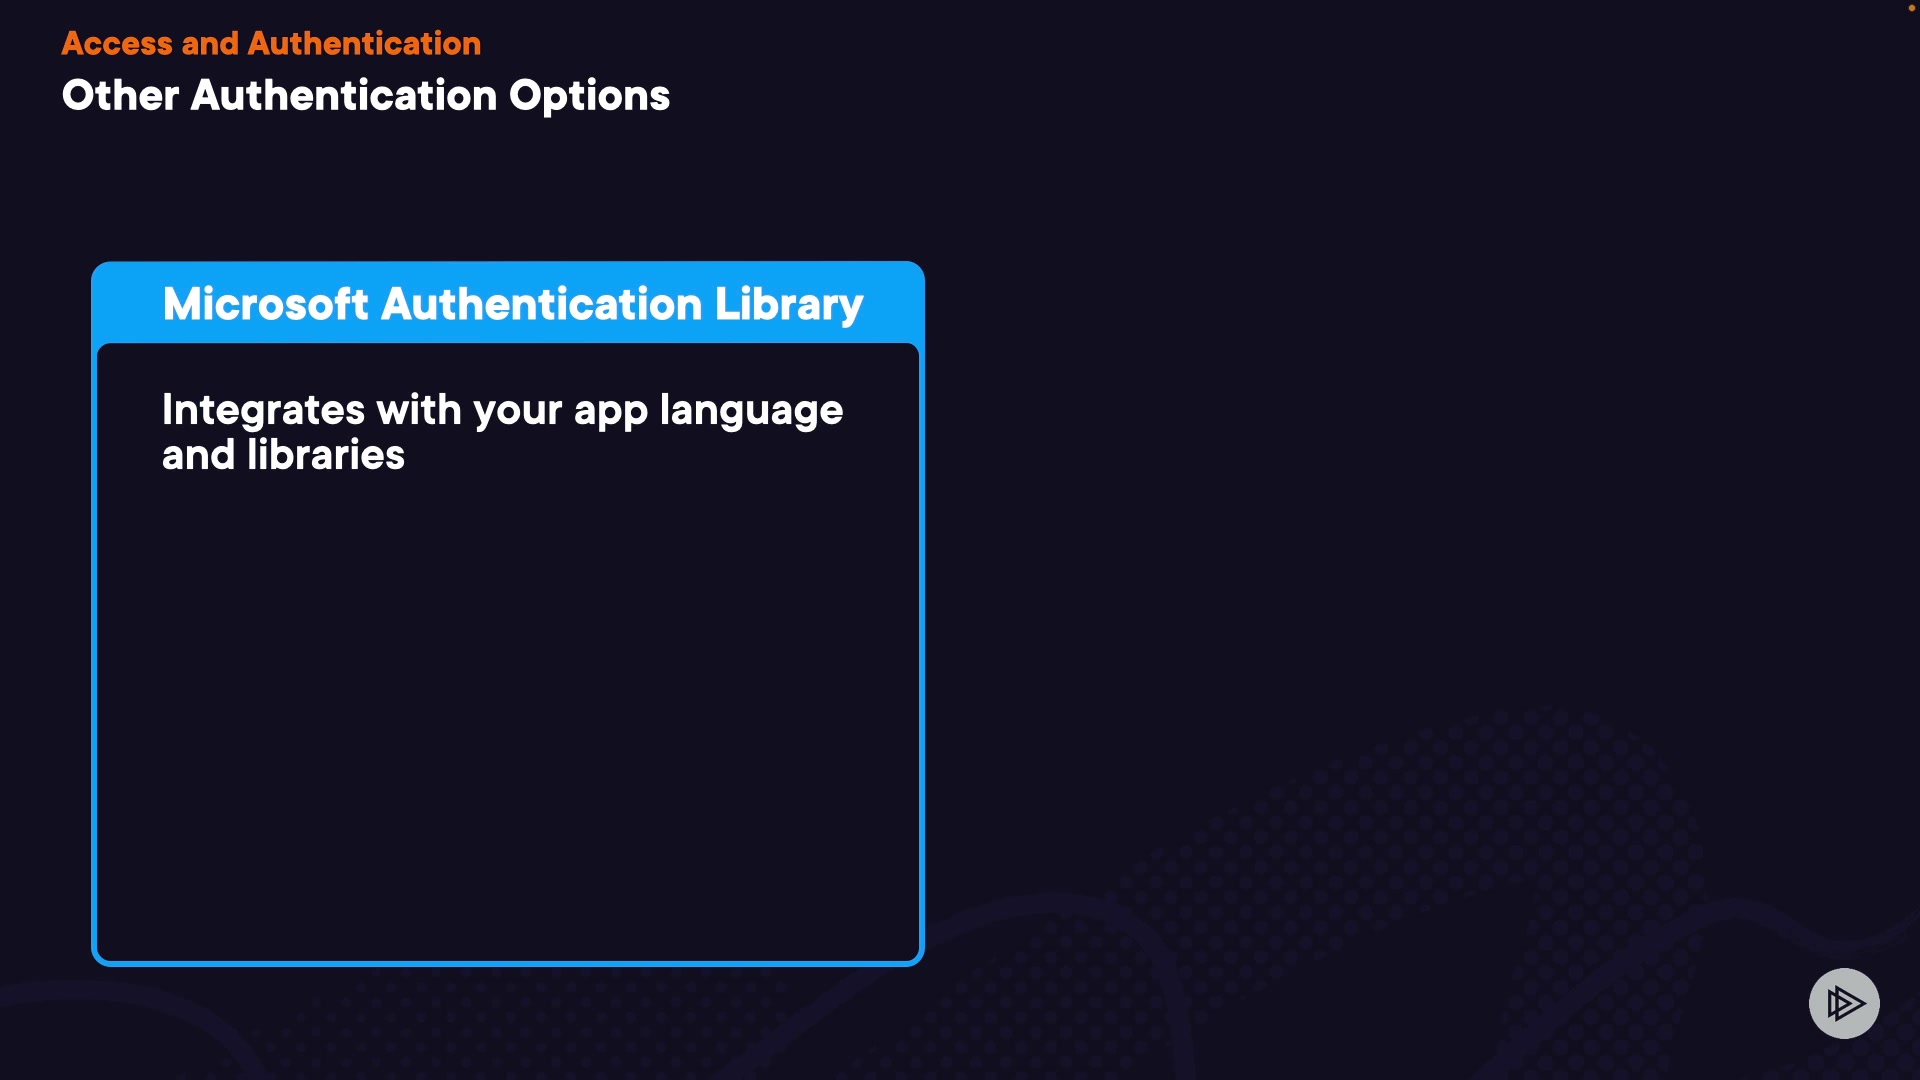 Access and Authentication
Other Authentication Options
Microsoft Authentication Library
Integrates with your app language
and libraries